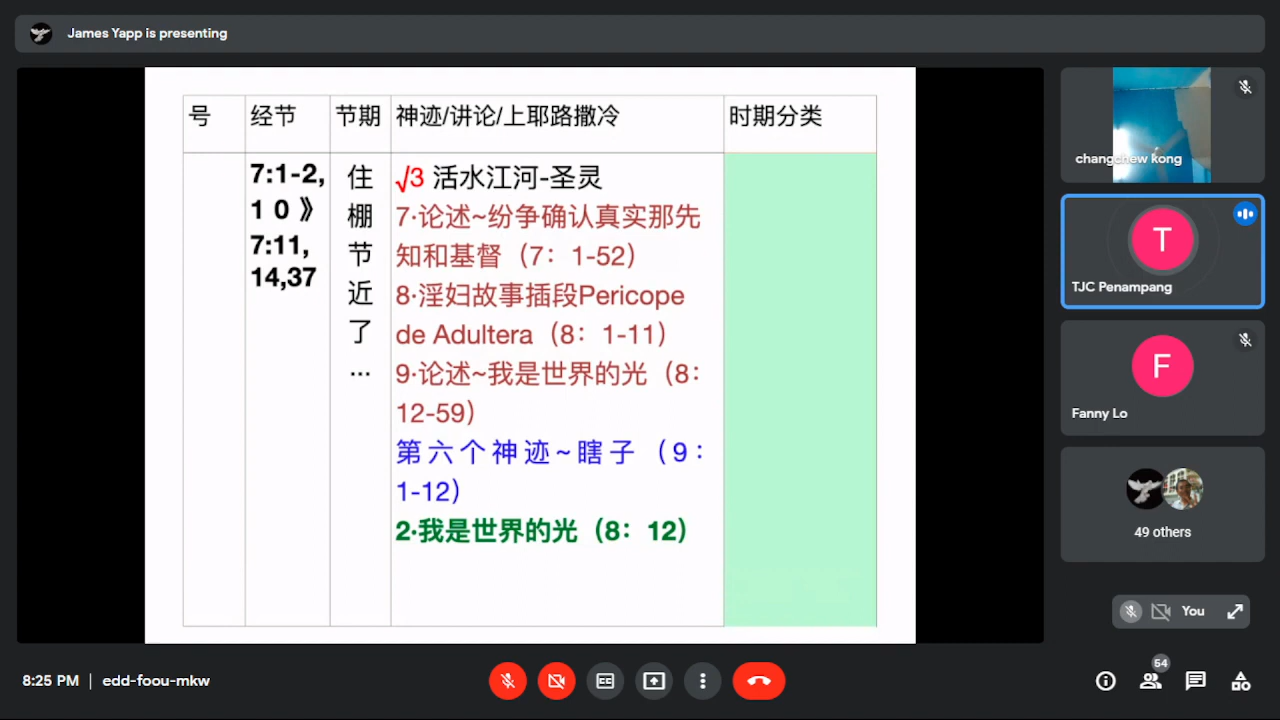 James Yapp is presenting
号 经节 节期 神迹/讲论/上耶路撒冷 时期分类
7:1-2,
1 0 》
7:11,
14,37
住
棚
节
近
了
…
√3 活水江河-圣灵
7·论述~纷争确认真实那先
知和基督（7：1-52）
8·淫妇故事插段Pericope
de Adultera（8：1-11）
9·论述~我是世界的光（8：
12-59）
第六个神迹~瞎子（9：
1-12）
2·我是世界的光（8：12）
changchew kong
T
TJC Penampang
F
Fanny Lo
49 others
You
8:25 PM | edd-foou-mkw
CC
54